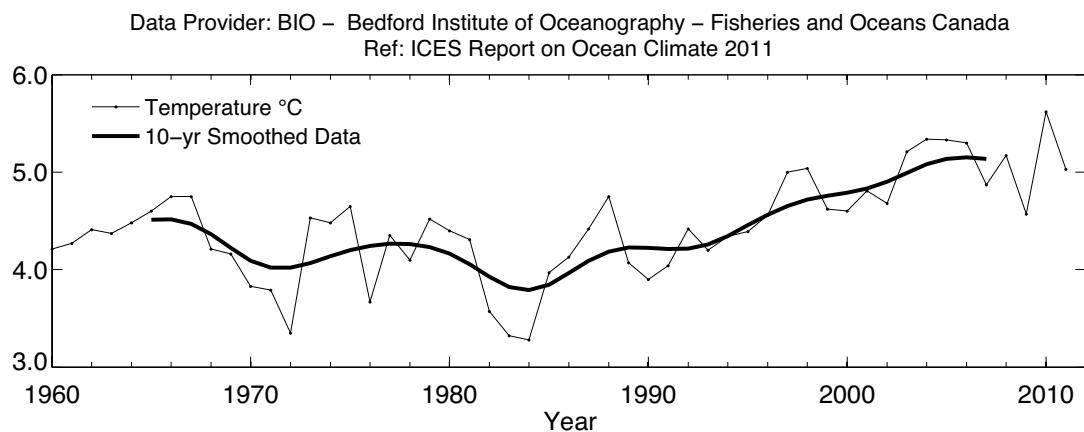 Data Provider: BIO – Bedford Institute of Oceanography – Fisheries and Oceans Canada
Ref: ICES Report on Ocean Climate 2011
6.0
Temperature °C
10–yr Smoothed Data
5.0
4.0
3.0
1960 1970 1980 1990 2000 2010
Year